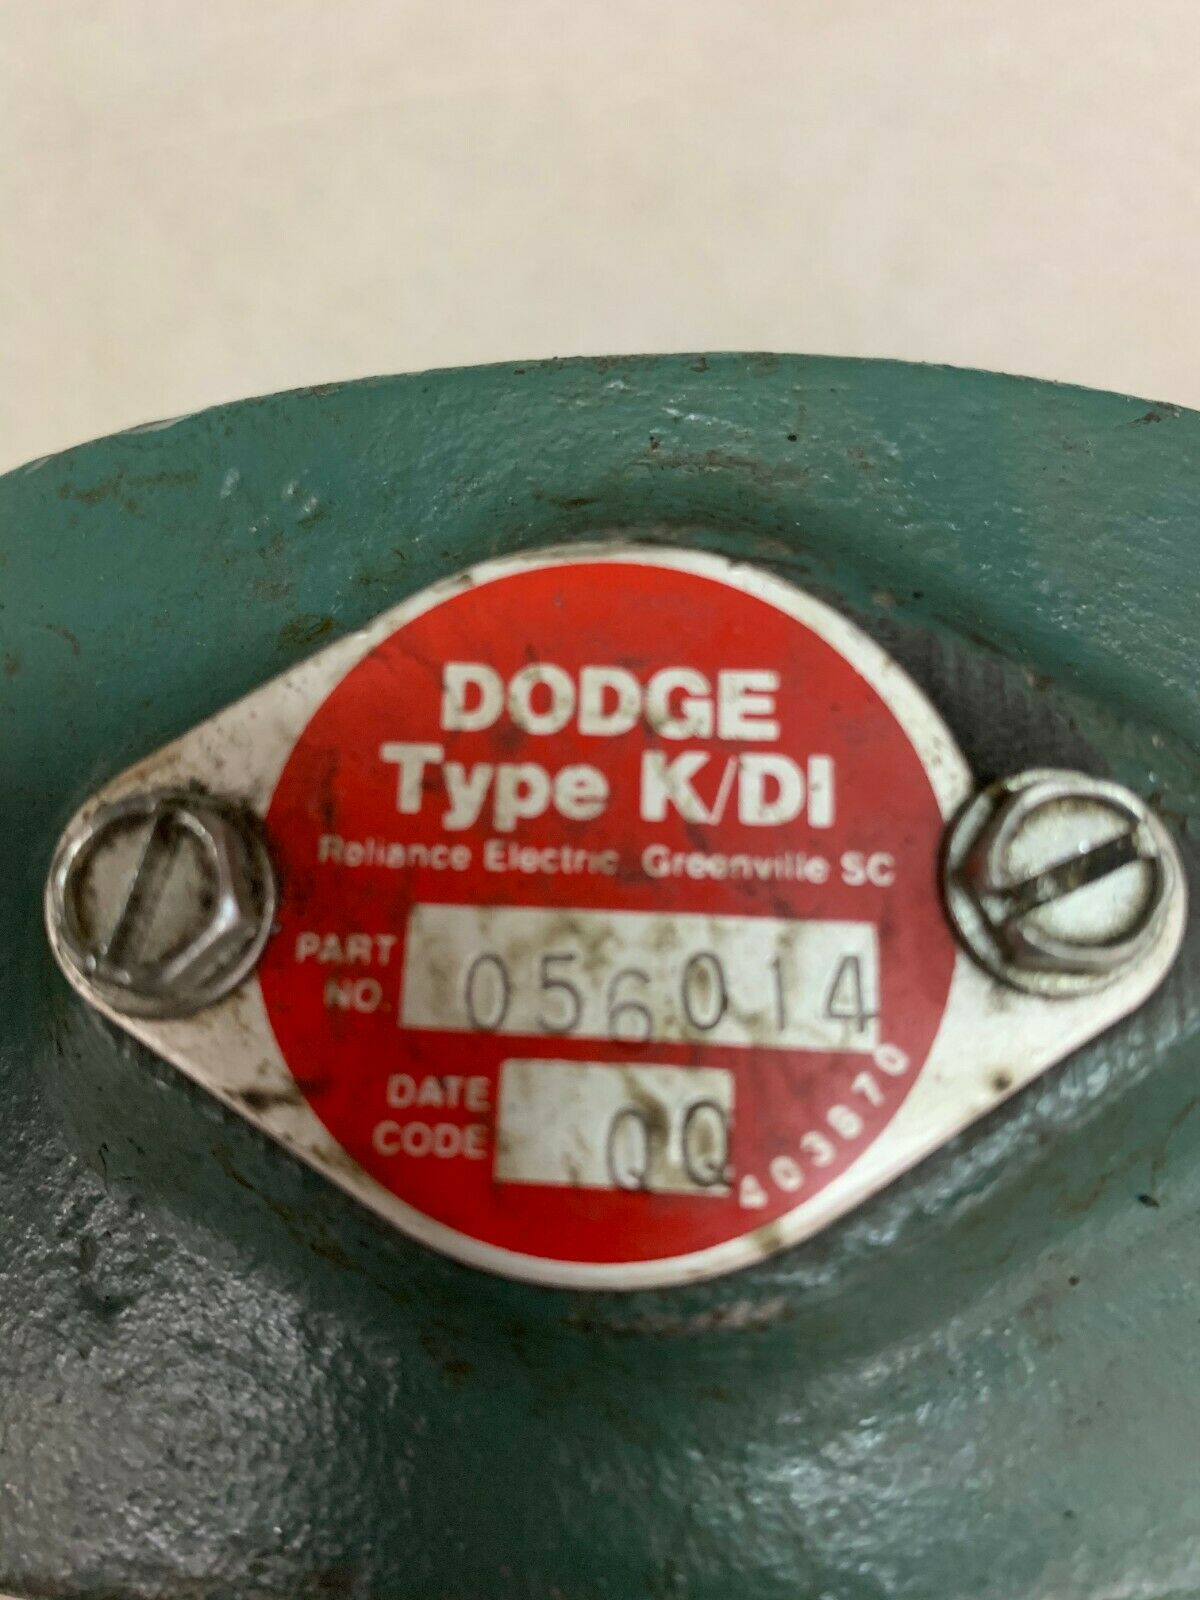 DODGE
Type K/DI
Reliance Electric, Greenville SC
PART NO. 056014
DATE CODE QQ
403870